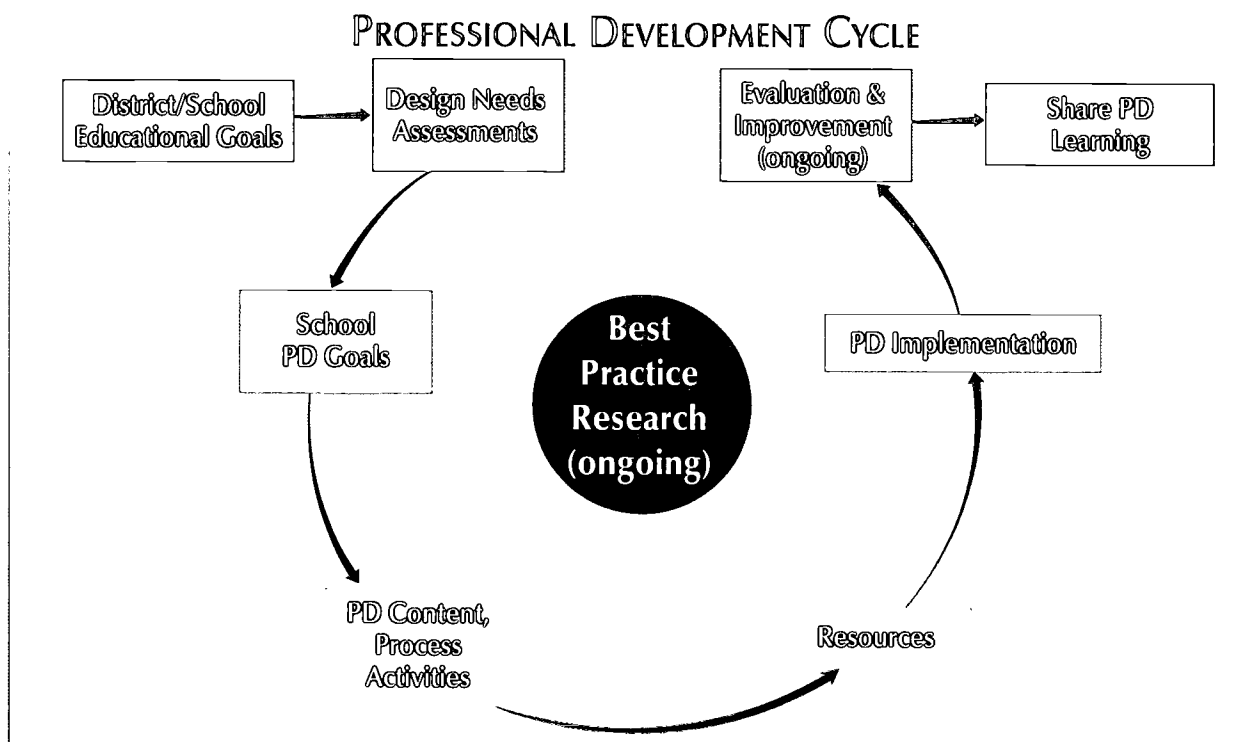 PROFESSIONAL DEVELOPMENT CYCLE
District/School
Educational Goals
Design Needs
Assessments
School
PD Goals
PD Content,
Process
Activities
Resources
PD Implementation
Evaluation &
Improvement
(ongoing)
Share PD
Learning
Best
Practice
Research
(ongoing)